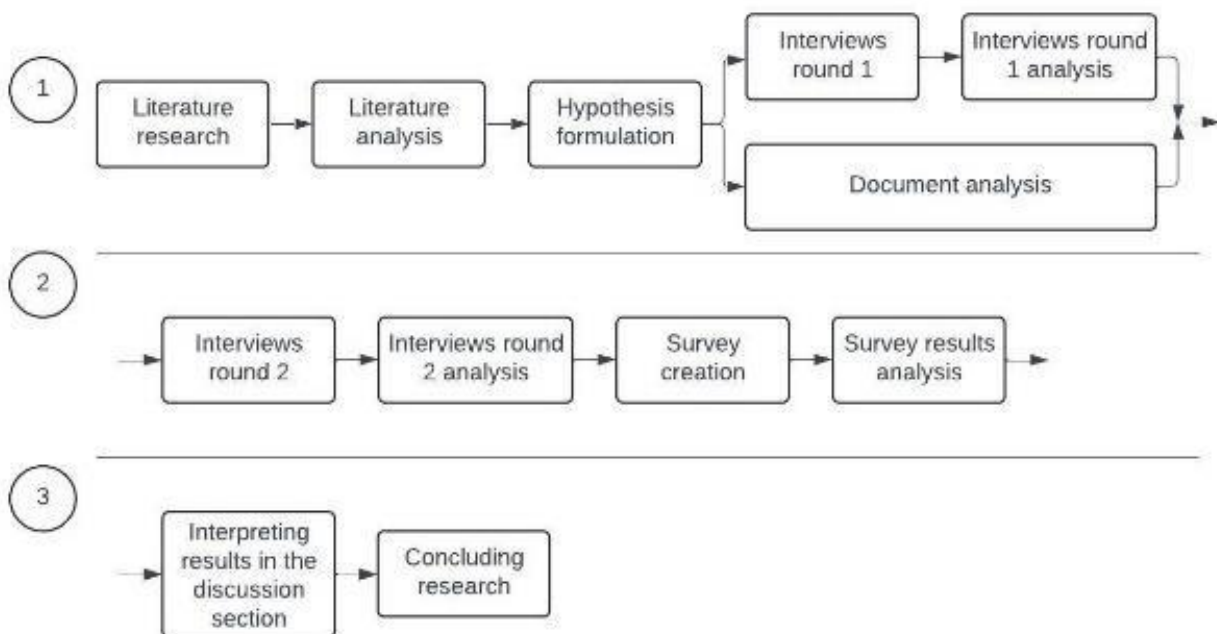 1
Literature
research
Literature
analysis
Hypothesis
formulation
Interviews
round 1
Interviews round
1 analysis
Document analysis
2
Interviews
round 2
Interviews round
2 analysis
Survey
creation
Survey results
analysis
3
Interpreting
results in the
discussion
section
Concluding
research